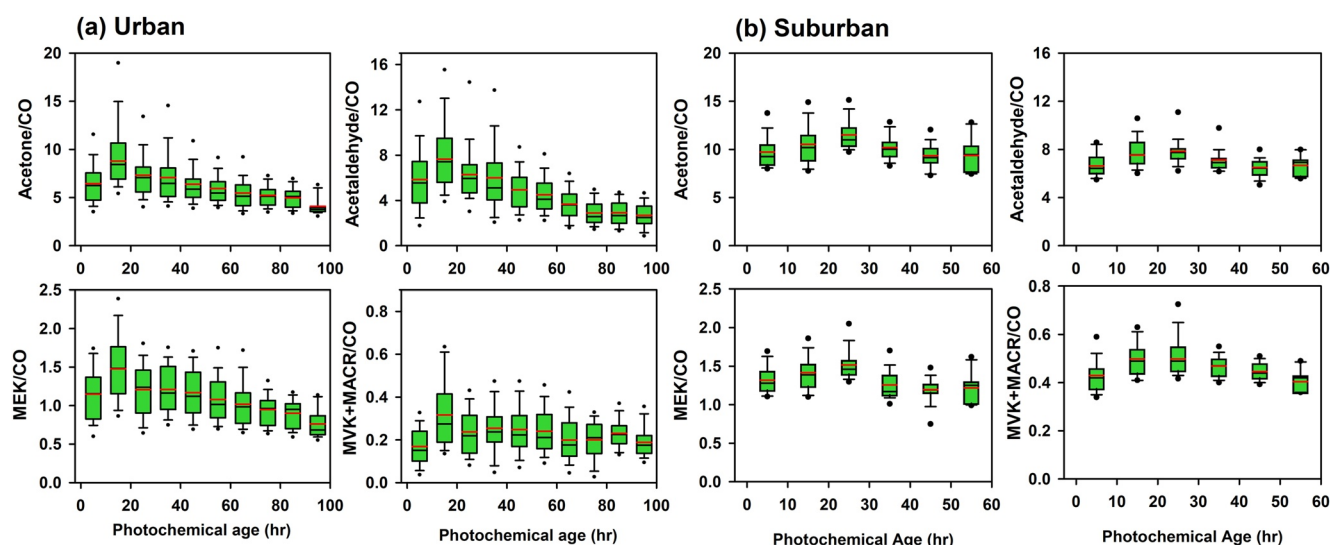 (a) Urban
(b) Suburban
Acetone/CO
20
15
10
5
0
0 20 40 60 80 100
Acetaldehyde/CO
16
12
8
4
0
0 20 40 60 80 100
Acetone/CO
20
15
10
5
0
0 10 20 30 40 50 60
Acetaldehyde/CO
16
12
8
4
0
0 10 20 30 40 50 60
MEK/CO
2.5
2.0
1.5
1.0
0.5
0.0
0 20 40 60 80 100
Photochemical age (hr)
MVK+MACR/CO
0.8
0.6
0.4
0.2
0.0
0 20 40 60 80 100
Photochemical age (hr)
MEK/CO
2.5
2.0
1.5
1.0
0.5
0.0
0 10 20 30 40 50 60
Photochemical Age (hr)
MVK+MACR/CO
0.8
0.6
0.4
0.2
0.0
0 10 20 30 40 50 60
Photochemical Age (hr)